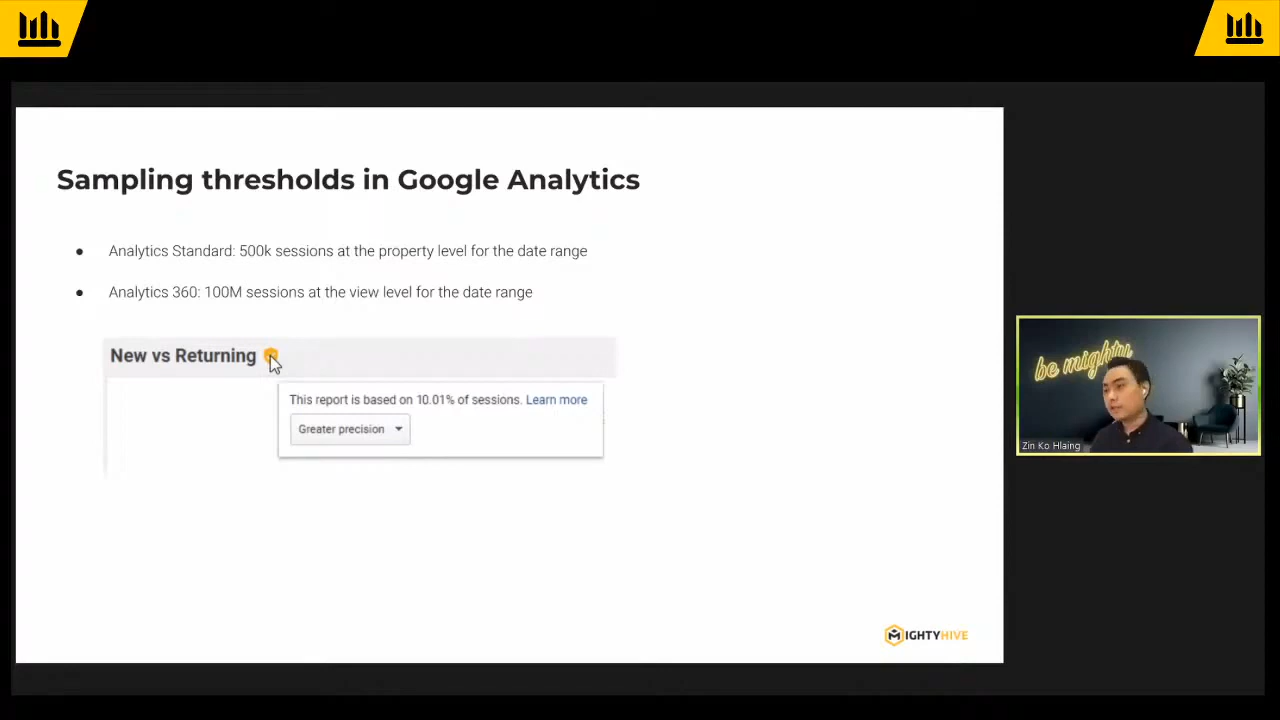 Sampling thresholds in Google Analytics
Analytics Standard: 500k sessions at the property level for the date range
Analytics 360: 100M sessions at the view level for the date range
New vs Returning
This report is based on 10.01% of sessions. Learn more
Greater precision
be mighty
Zin Ko Hlaing
MIGHTYHIVE